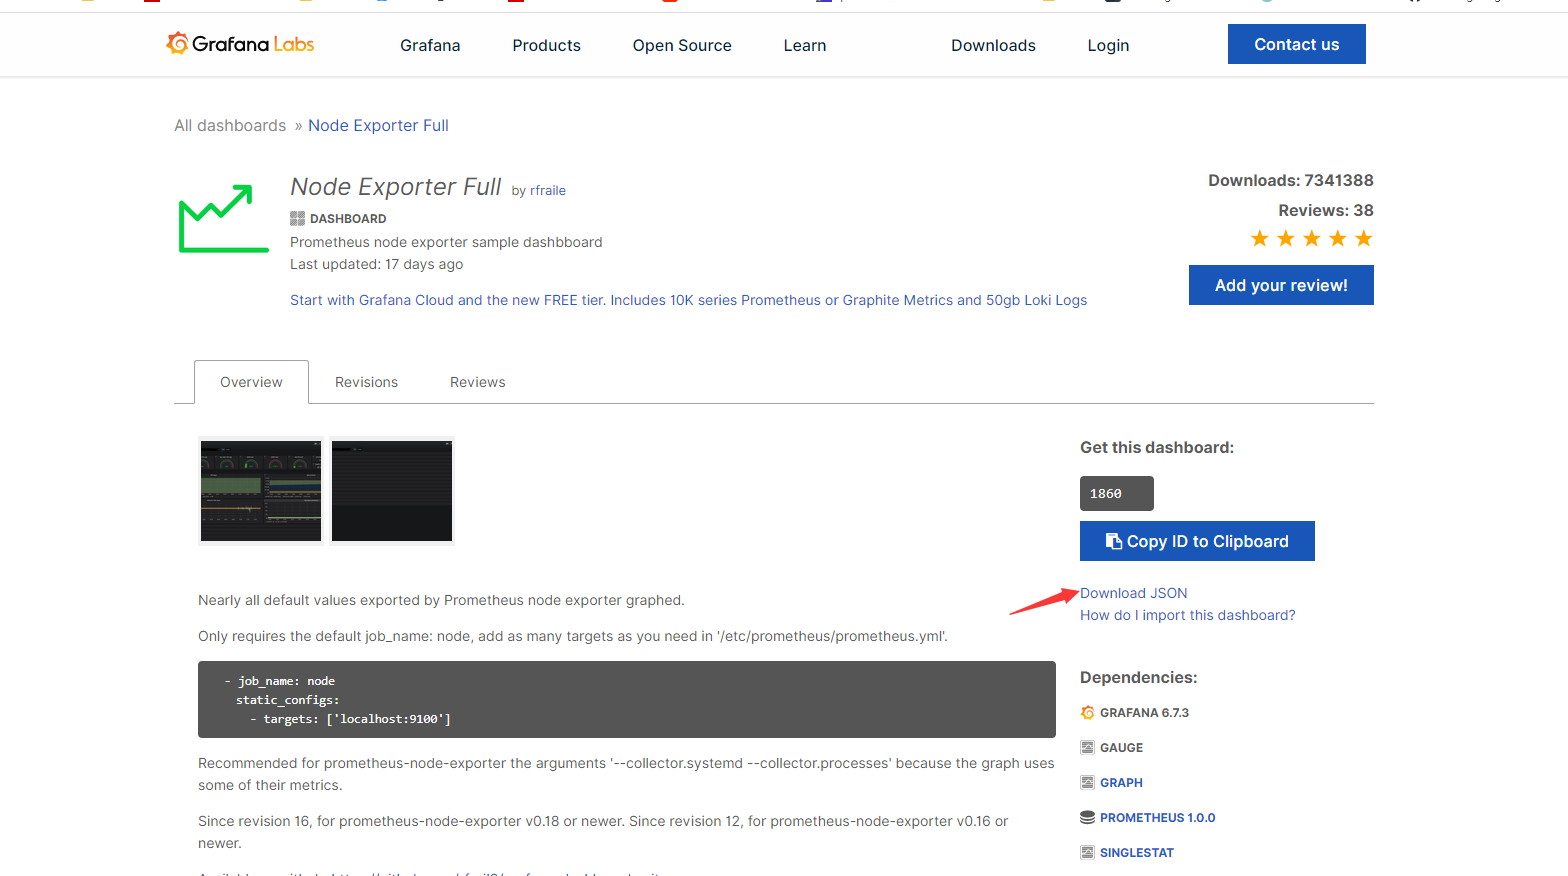 Grafana Labs
Grafana
Products
Open Source
Learn
Downloads
Login
Contact us
All dashboards » Node Exporter Full
Node Exporter Full by rfraile
DASHBOARD
Prometheus node exporter sample dashbboard
Last updated: 17 days ago
Start with Grafana Cloud and the new FREE tier. Includes 10K series Prometheus or Graphite Metrics and 50gb Loki Logs
Downloads: 7341388
Reviews: 38
Add your review!
Overview
Revisions
Reviews
Nearly all default values exported by Prometheus node exporter graphed.
Only requires the default job_name: node, add as many targets as you need in '/etc/prometheus/prometheus.yml'.
- job_name: node
static_configs:
- targets: ['localhost:9100']
Recommended for prometheus-node-exporter the arguments '--collector.systemd --collector.processes' because the graph uses
some of their metrics.
Since revision 16, for prometheus-node-exporter v0.18 or newer. Since revision 12, for prometheus-node-exporter v0.16 or
newer.
Get this dashboard:
1860
Copy ID to Clipboard
Download JSON
How do I import this dashboard?
Dependencies:
GRAFANA 6.7.3
GAUGE
GRAPH
PROMETHEUS 1.0.0
SINGLESTAT